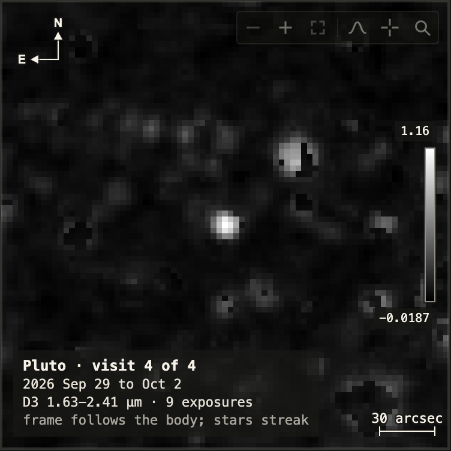 N
E
1.16
−0.0187
Pluto · visit 4 of 4
2026 Sep 29 to Oct 2
D3 1.63–2.41 μm · 9 exposures
frame follows the body; stars streak
30 arcsec